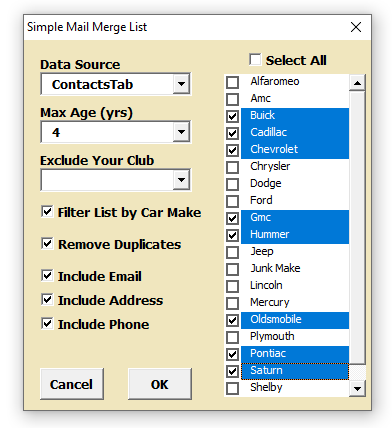 Simple Mail Merge List
Data Source
ContactsTab
Max Age (yrs)
4
Exclude Your Club
Filter List by Car Make
Remove Duplicates
Include Email
Include Address
Include Phone
Cancel
OK
Select All
Alfaromeo
Amc
Buick
Cadillac
Chevrolet
Chrysler
Dodge
Ford
Gmc
Hummer
Jeep
Junk Make
Lincoln
Mercury
Oldsmobile
Plymouth
Pontiac
Saturn
Shelby